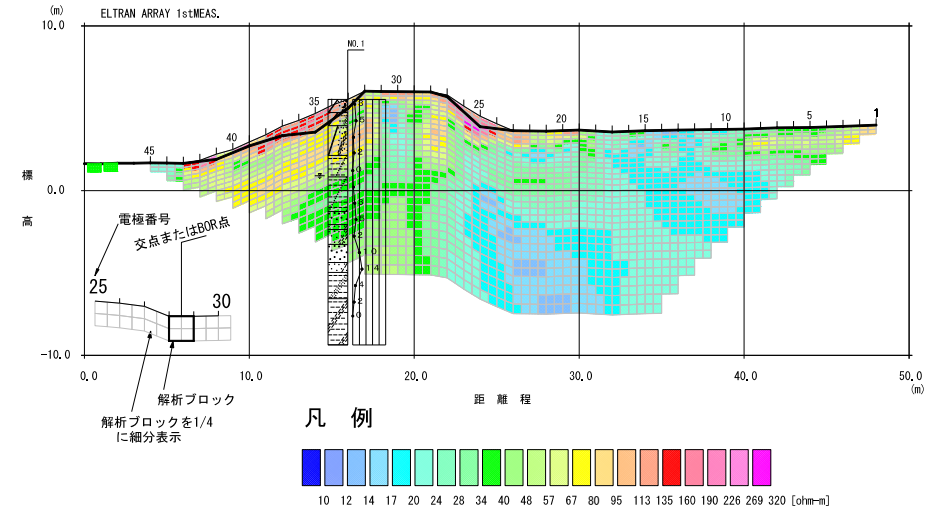 (m)
ELTRAN ARRAY 1stMEAS.
10.0
NO.1
30
35
25
40
20
15
10
5
1
45
標
高
0.0
-10.0
電極番号
交点またはBOR点
25
30
解析ブロック
解析ブロックを1/4
に細分表示
0.0
10.0
20.0
30.0
40.0
50.0
(m)
距 離 程
凡 例
10 12 14 17 20 24 28 34 40 48 57 67 80 95 113 135 160 190 226 269 320 [ohm-m]